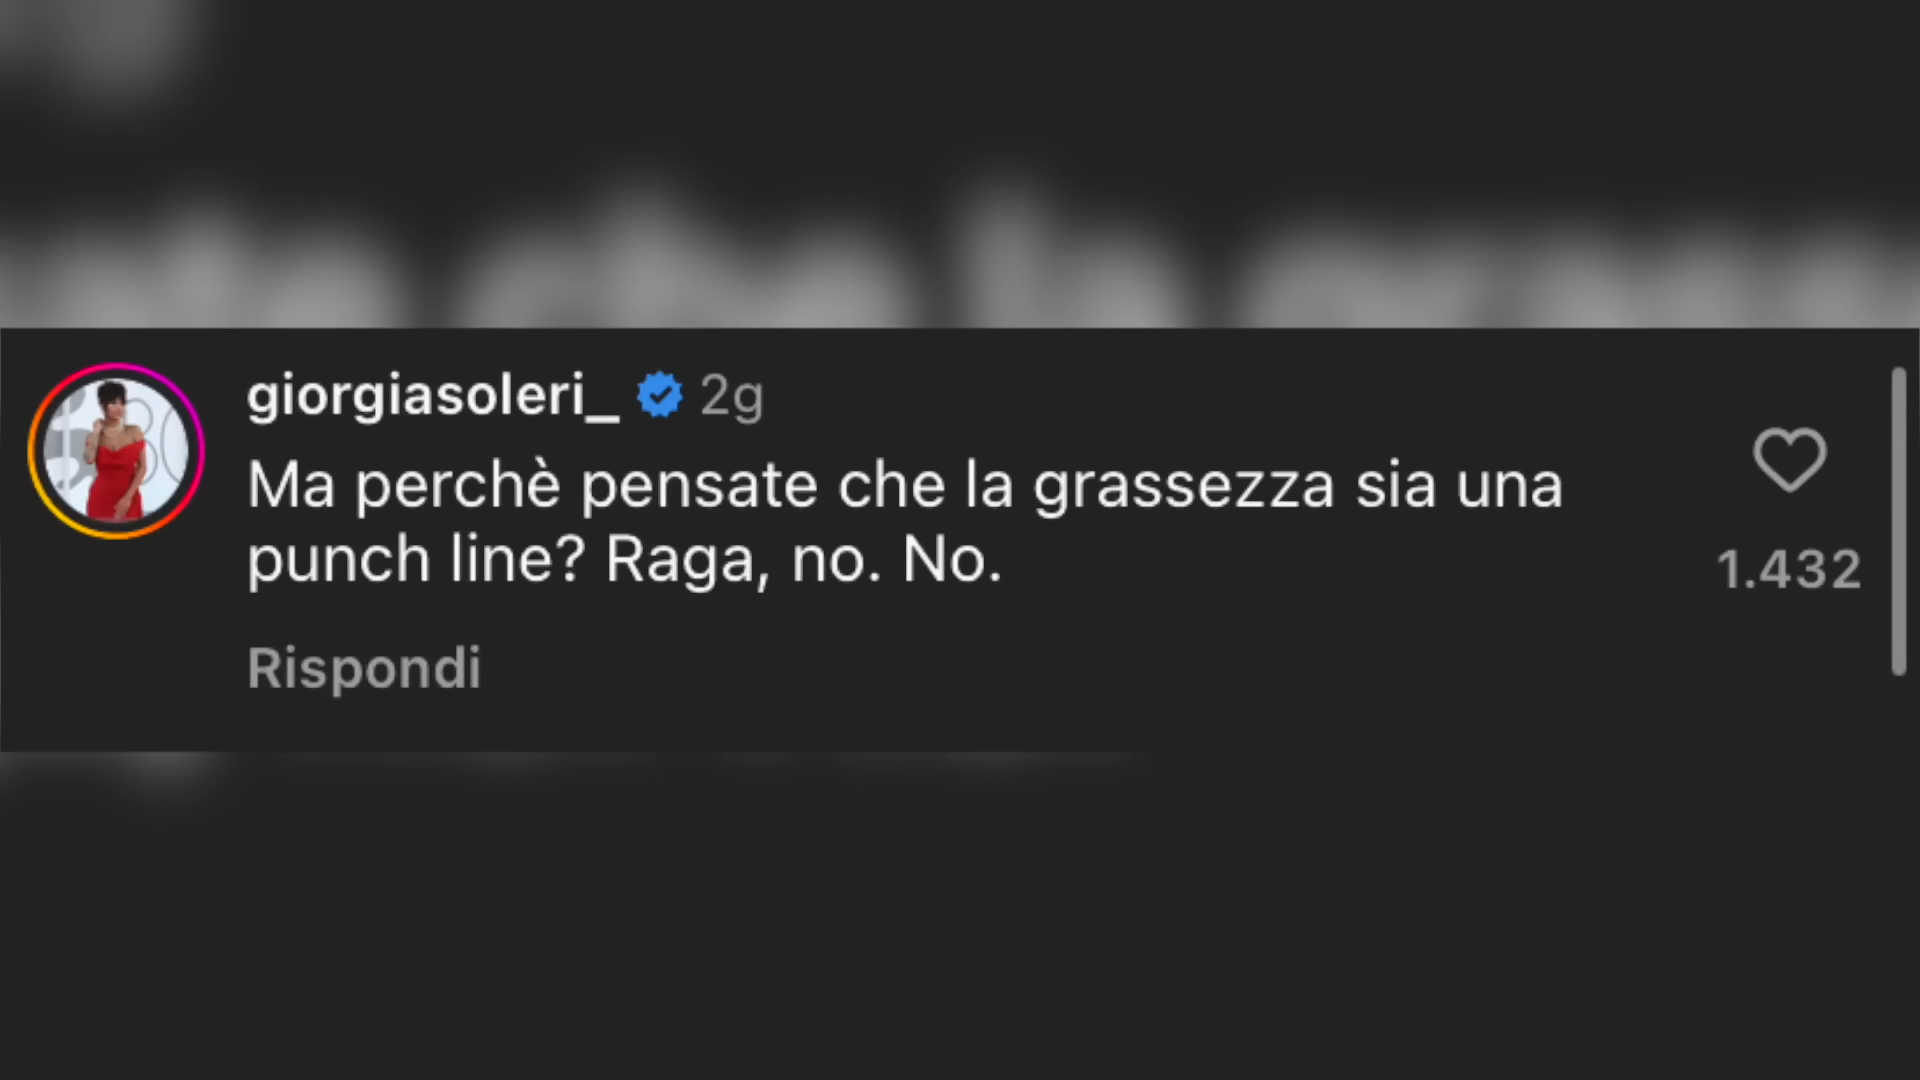 giorgiasoleri_ 2g
Ma perchè pensate che la grassezza sia una
punch line? Raga, no. No.
1.432
Rispondi